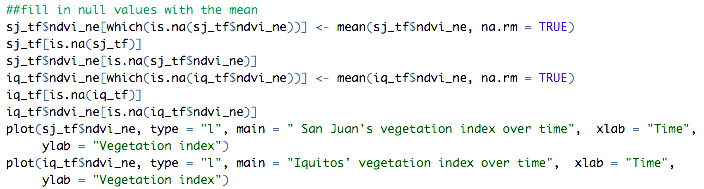 ##fill in null values with the mean
sj_tf$ndvi_ne[which(is.na(sj_tf$ndvi_ne))] <- mean(sj_tf$ndvi_ne, na.rm = TRUE)
sj_tf[is.na(sj_tf)]
sj_tf$ndvi_ne[is.na(sj_tf$ndvi_ne)]
iq_tf$ndvi_ne[which(is.na(iq_tf$ndvi_ne))] <- mean(iq_tf$ndvi_ne, na.rm = TRUE)
iq_tf[is.na(iq_tf)]
iq_tf$ndvi_ne[is.na(iq_tf$ndvi_ne)]
plot(sj_tf$ndvi_ne, type = "l", main = " San Juan's vegetation index over time",  xlab = "Time",
     ylab = "Vegetation index")
plot(iq_tf$ndvi_ne, type = "l", main = "Iquitos' vegetation index over time",  xlab = "Time",
     ylab = "Vegetation index")